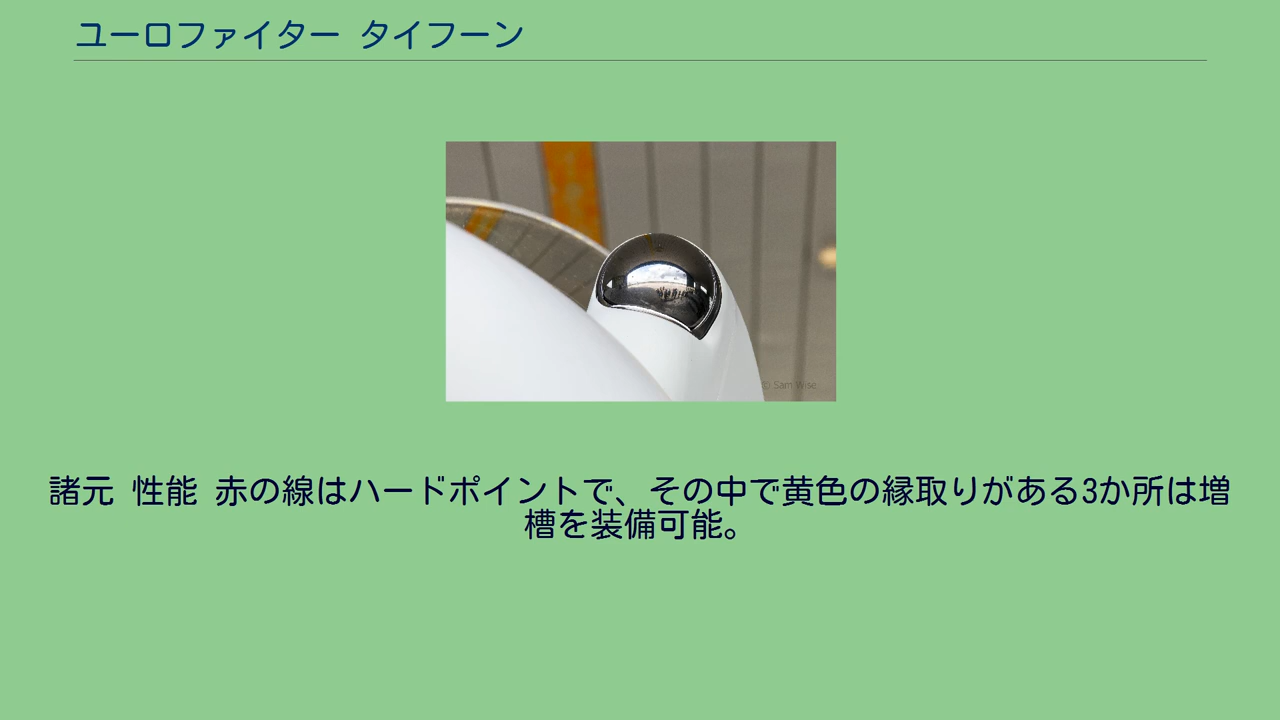 ユーロファイター タイフーン
© Sam Wise
諸元 性能 赤の線はハードポイントで、その中で黄色の縁取りがある3か所は増
槽を装備可能。